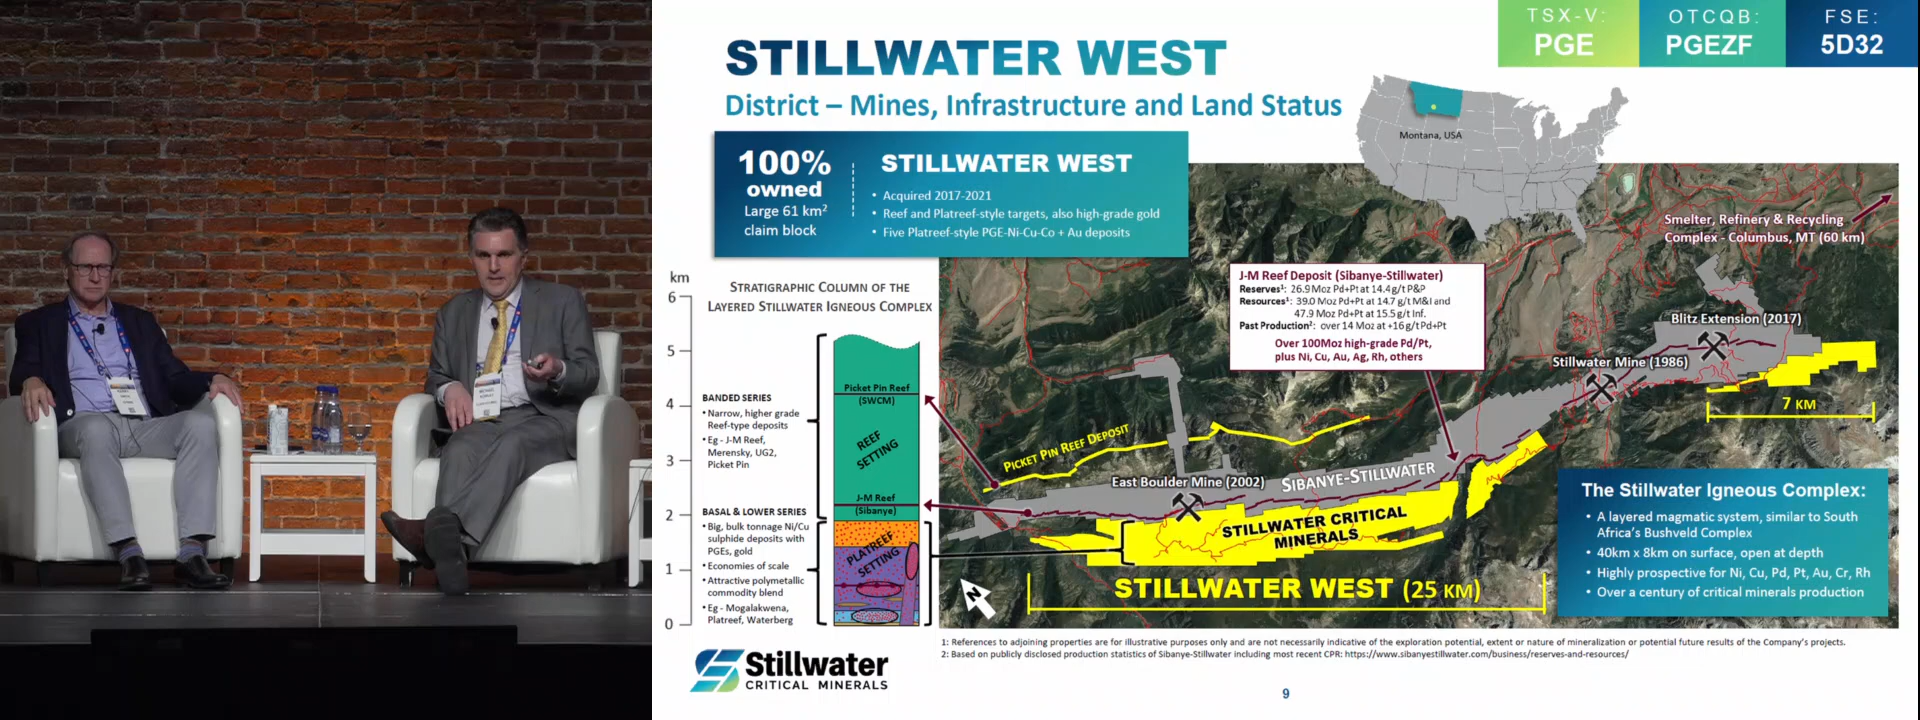 TSX-V:
PGE
OTCQB:
PGEZF
FSE:
5D32
STILLWATER WEST
District – Mines, Infrastructure and Land Status
Montana, USA
100%
owned
Large 61 km²
claim block
STILLWATER WEST
• Acquired 2017-2021
• Reef and Platreef-style targets, also high-grade gold
• Five Platreef-style PGE-Ni-Cu-Co + Au deposits
km
6
5
4
3
2
1
0
STRATIGRAPHIC COLUMN OF THE
LAYERED STILLWATER IGNEOUS COMPLEX
BANDED SERIES
• Narrow, higher grade
Reef-type deposits
• Eg - J-M Reef,
Merensky, UG2,
Picket Pin
BASAL & LOWER SERIES
• Big, bulk tonnage Ni/Cu
sulphide deposits with
PGEs, gold
• Economies of scale
• Attractive polymetallic
commodity blend
• Eg - Mogalakwena,
Platreef, Waterberg
Picket Pin Reef
(SWCM)
REEF
SETTING
J-M Reef
(Sibanye)
PLATREEF
SETTING
Smelter, Refinery & Recycling
Complex - Columbus, MT (60 km)
J-M Reef Deposit (Sibanye-Stillwater)
Reserves¹: 26.9 Moz Pd+Pt at 14.4 g/t P&P
Resources¹: 39.0 Moz Pd+Pt at 14.7 g/t M&I and
47.9 Moz Pd+Pt at 15.5 g/t Inf.
Past Production²: over 14 Moz at +16 g/t Pd+Pt
Over 100Moz high-grade Pd/Pt,
plus Ni, Cu, Au, Ag, Rh, others
Blitz Extension (2017)
Stillwater Mine (1986)
7 KM
PICKET PIN REEF DEPOSIT
East Boulder Mine (2002)
SIBANYE-STILLWATER
STILLWATER CRITICAL
MINERALS
STILLWATER WEST (25 KM)
N
The Stillwater Igneous Complex:
• A layered magmatic system, similar to South
Africa's Bushveld Complex
• 40km x 8km on surface, open at depth
• Highly prospective for Ni, Cu, Pd, Pt, Au, Cr, Rh
• Over a century of critical minerals production
1: References to adjoining properties are for illustrative purposes only and are not necessarily indicative of the exploration potential, extent or nature of mineralization or potential future results of the Company's projects.
2: Based on publicly disclosed production statistics of Sibanye-Stillwater including most recent CPR: https://www.sibanyestillwater.com/business/reserves-and-resources/
Stillwater
CRITICAL MINERALS
9